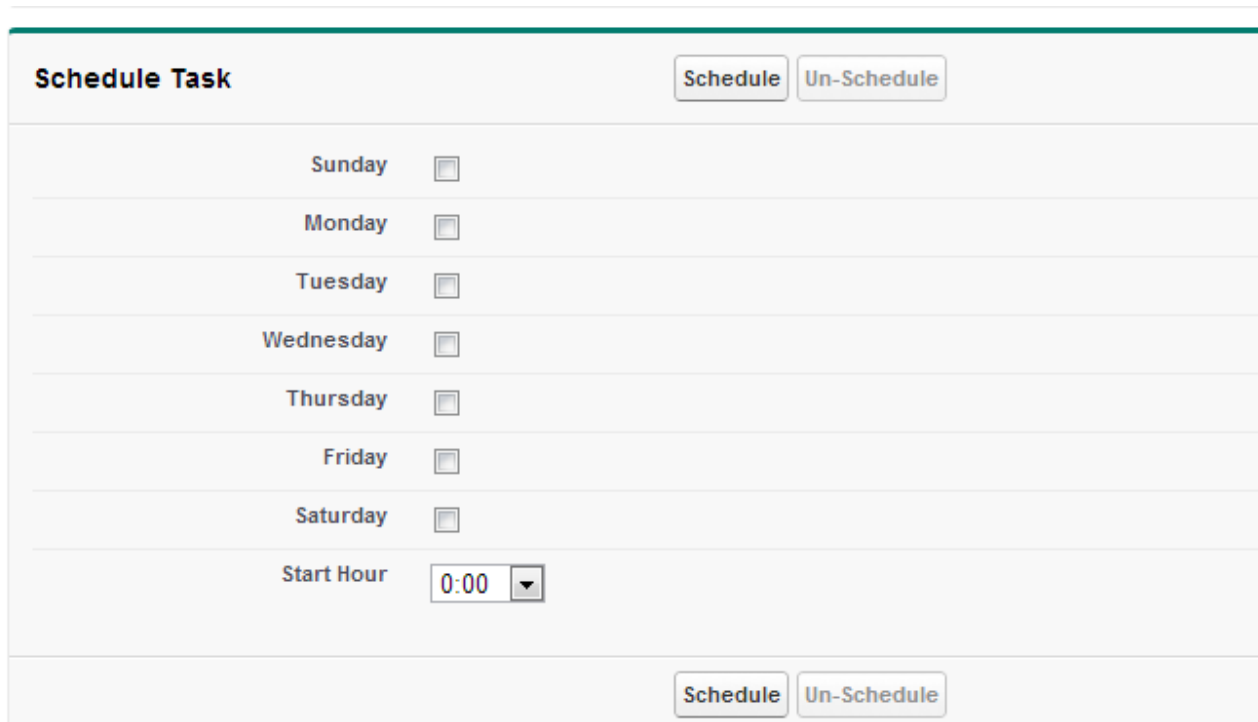 Schedule Task Schedule Un-Schedule
Sunday
Monday
Tuesday
Wednesday
Thursday
Friday
Saturday
Start Hour 0:00
Schedule Un-Schedule